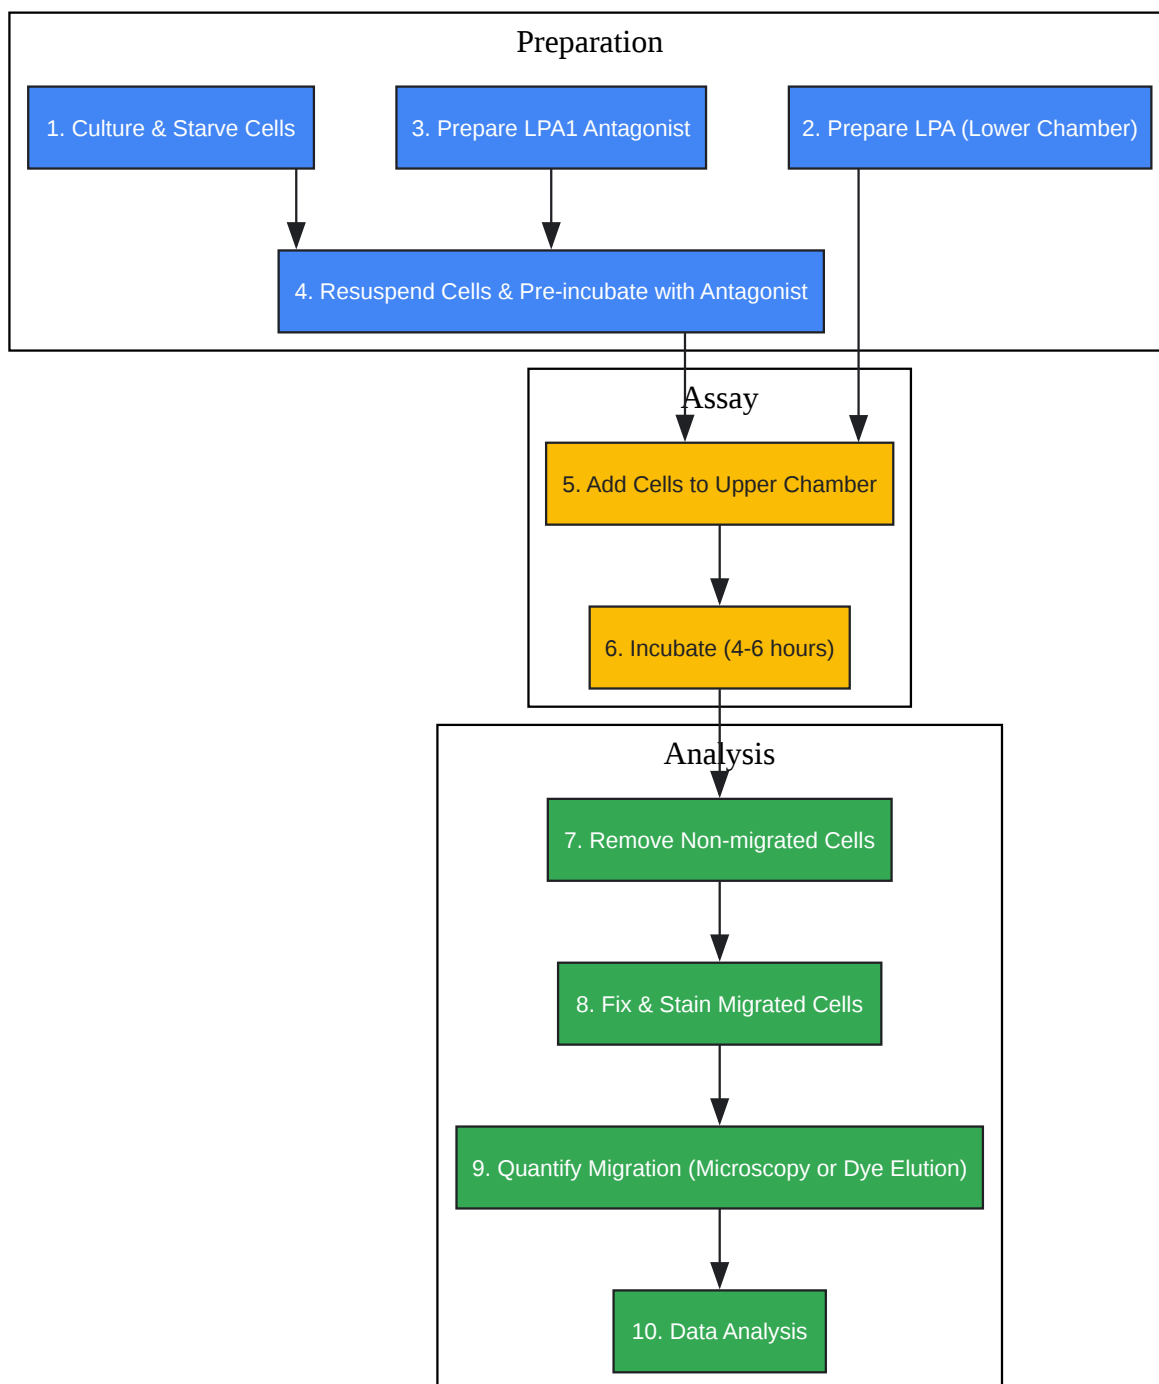 Preparation
1. Culture & Starve Cells
3. Prepare LPA1 Antagonist
2. Prepare LPA (Lower Chamber)
4. Resuspend Cells & Pre-incubate with Antagonist
Assay
5. Add Cells to Upper Chamber
6. Incubate (4-6 hours)
Analysis
7. Remove Non-migrated Cells
8. Fix & Stain Migrated Cells
9. Quantify Migration (Microscopy or Dye Elution)
10. Data Analysis